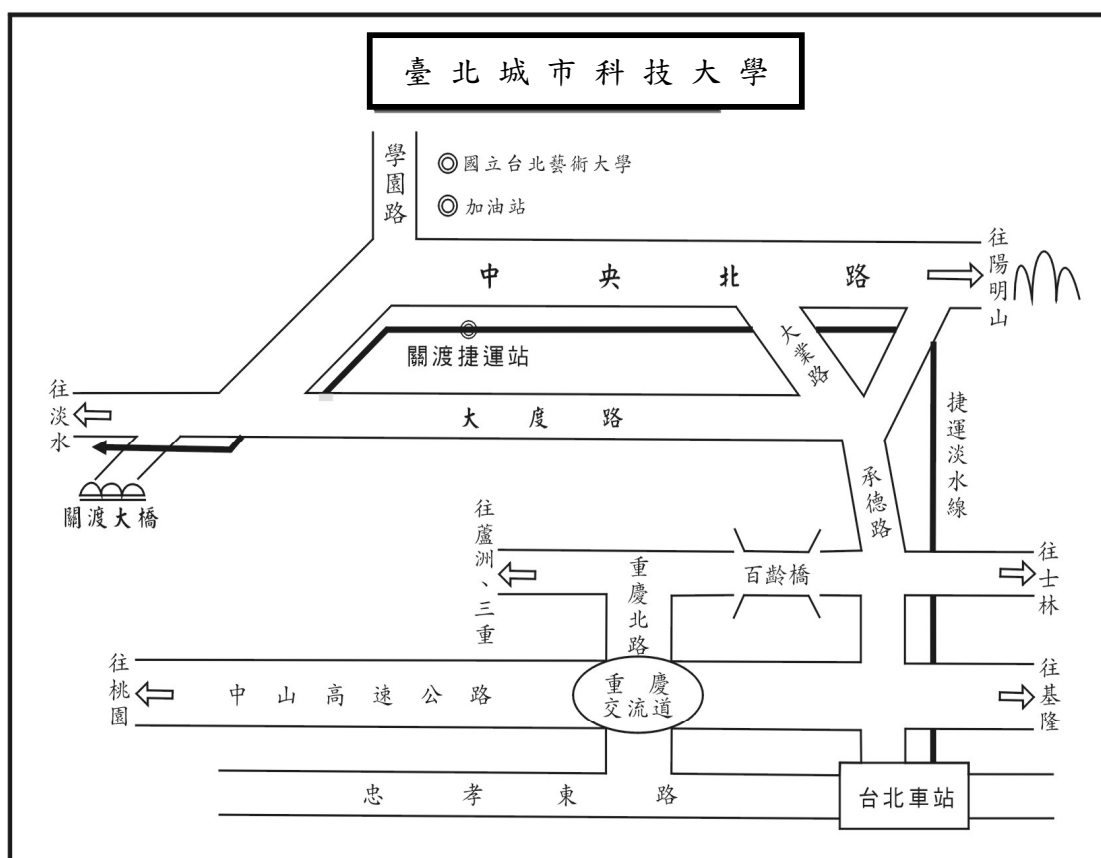 臺北城市科技大學
學園路
◎國立台北藝術大學
◎加油站
中央北路
往陽明山
大業路
關渡捷運站
往淡水
大度路
捷運淡水線
關渡大橋
承德路
往蘆洲、三重
重慶北路
百齡橋
往士林
往桃園
中山高速公路
重慶
交流道
往基隆
忠孝東路
台北車站